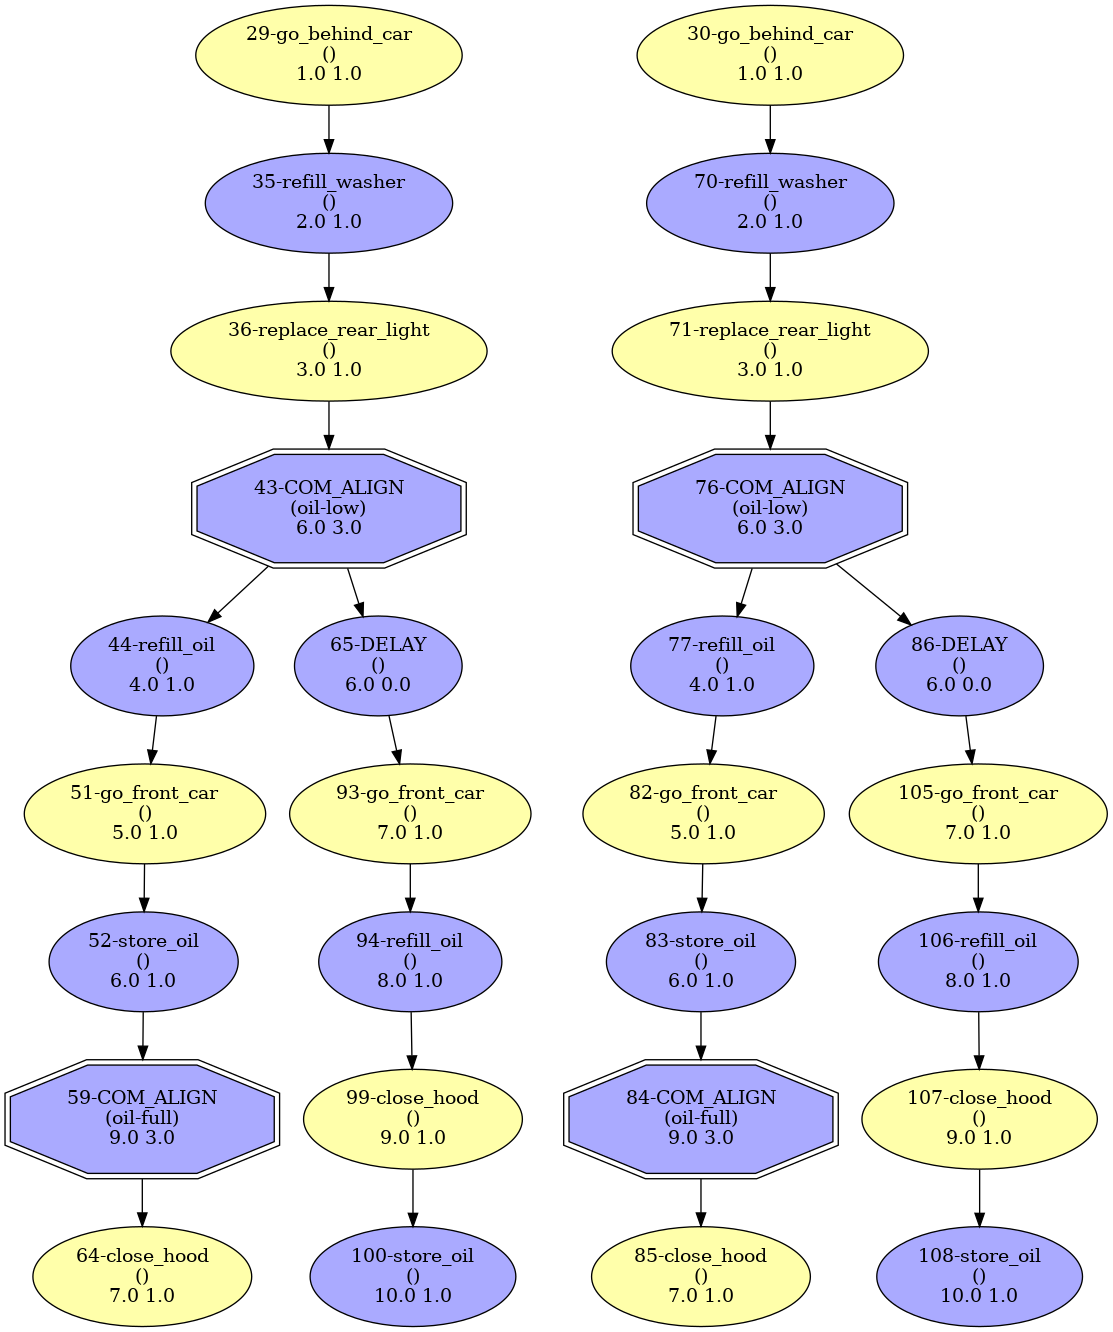 29-go_behind_car
()
1.0 1.0
30-go_behind_car
()
1.0 1.0
35-refill_washer
()
2.0 1.0
70-refill_washer
()
2.0 1.0
36-replace_rear_light
()
3.0 1.0
71-replace_rear_light
()
3.0 1.0
43-COM_ALIGN
(oil-low)
6.0 3.0
76-COM_ALIGN
(oil-low)
6.0 3.0
44-refill_oil
()
4.0 1.0
65-DELAY
()
6.0 0.0
77-refill_oil
()
4.0 1.0
86-DELAY
()
6.0 0.0
51-go_front_car
()
5.0 1.0
93-go_front_car
()
7.0 1.0
82-go_front_car
()
5.0 1.0
105-go_front_car
()
7.0 1.0
52-store_oil
()
6.0 1.0
94-refill_oil
()
8.0 1.0
83-store_oil
()
6.0 1.0
106-refill_oil
()
8.0 1.0
59-COM_ALIGN
(oil-full)
9.0 3.0
99-close_hood
()
9.0 1.0
84-COM_ALIGN
(oil-full)
9.0 3.0
107-close_hood
()
9.0 1.0
64-close_hood
()
7.0 1.0
100-store_oil
()
10.0 1.0
85-close_hood
()
7.0 1.0
108-store_oil
()
10.0 1.0